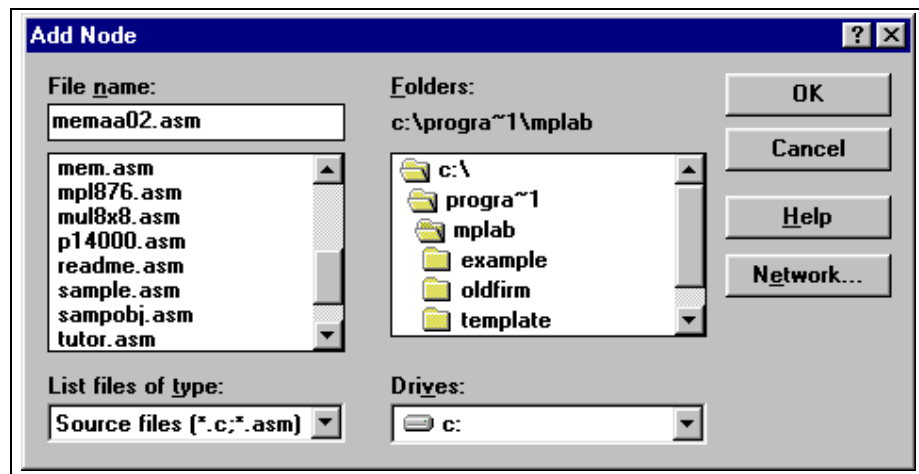 Add Node
File name:
memaa02.asm
mem.asm
mpl876.asm
mul8x8.asm
p14000.asm
readme.asm
sample.asm
sampobj.asm
tutor.asm
List files of type:
Source files (*.c;*.asm)
Folders:
c:\progra~1\mplab
c:\
progra~1
mplab
example
oldfirm
template
Drives:
c:
OK
Cancel
Help
Network...